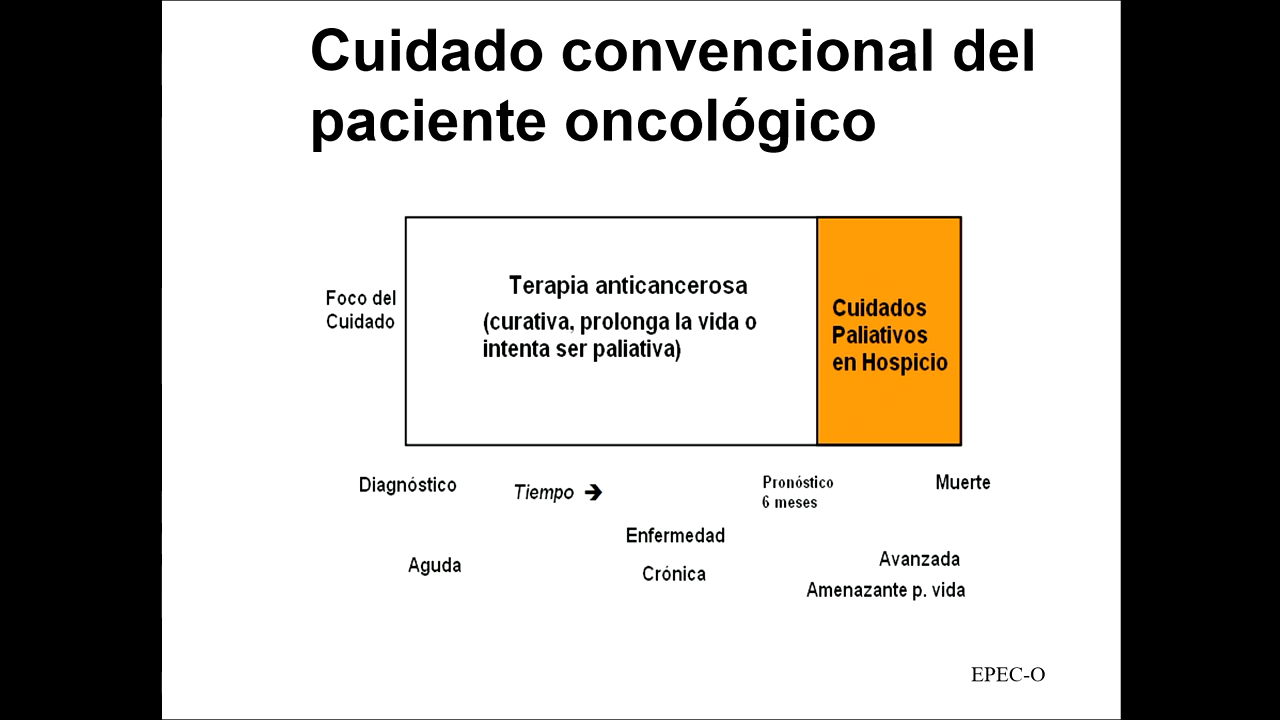 Cuidado convencional del
paciente oncológico
Foco del
Cuidado
Terapia anticancerosa
(curativa, prolonga la vida o
intenta ser paliativa)
Cuidados
Paliativos
en Hospicio
Diagnóstico
Tiempo ➔
Pronóstico
6 meses
Muerte
Enfermedad
Aguda
Crónica
Avanzada
Amenazante p. vida
EPEC-O